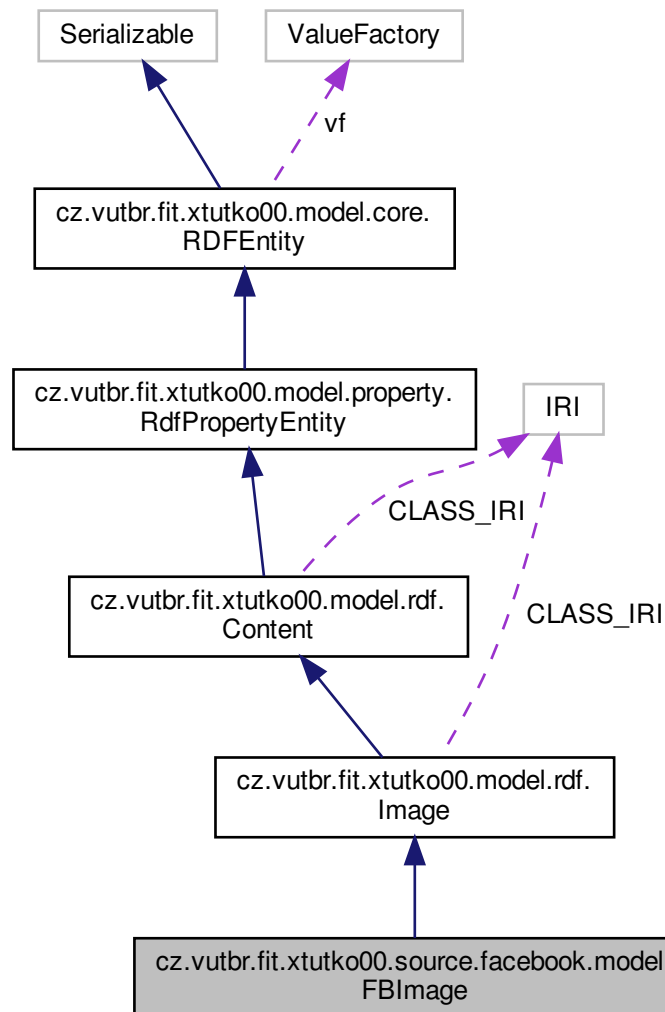 Serializable
ValueFactory
vf
cz.vutbr.fit.xtutko00.model.core.
RDFEntity
cz.vutbr.fit.xtutko00.model.property.
RdfPropertyEntity
IRI
CLASS_IRI
cz.vutbr.fit.xtutko00.model.rdf.
Content
CLASS_IRI
cz.vutbr.fit.xtutko00.model.rdf.
Image
cz.vutbr.fit.xtutko00.source.facebook.model
FBImage